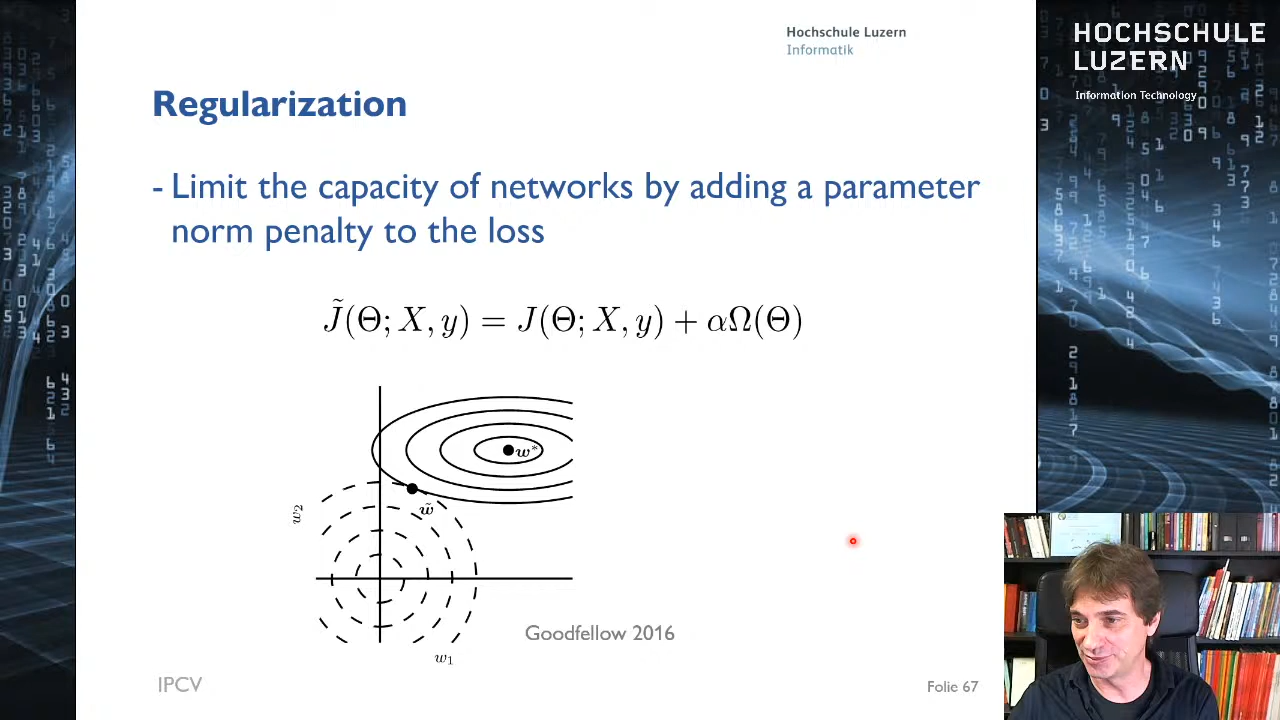 Hochschule Luzern
Informatik
HOCHSCHULE
LUZERN
Information Technology
Regularization
- Limit the capacity of networks by adding a parameter
norm penalty to the loss
J̃(Θ; X, y) = J(Θ; X, y) + αΩ(Θ)
w*
w̃
w₂
w₁
Goodfellow 2016
IPCV
Folie 67